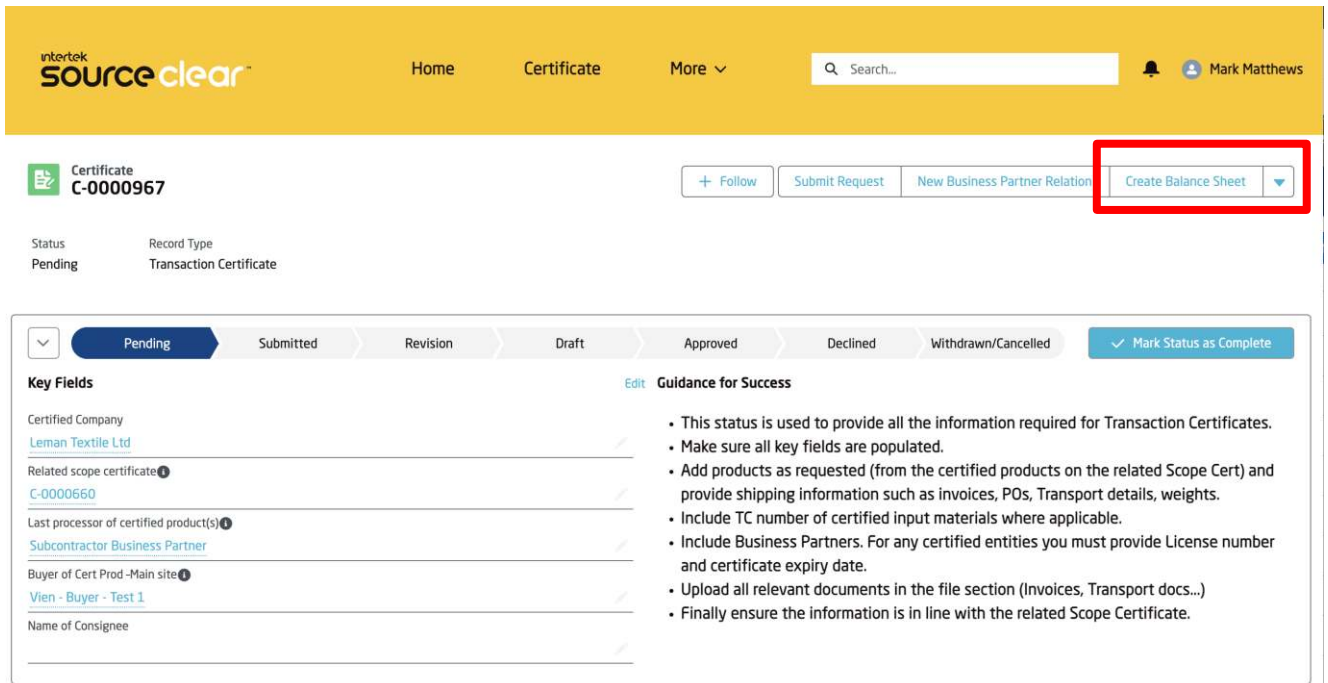 intertek
sourceclear™
Home
Certificate
More
Search...
Mark Matthews
Certificate
C-0000967
+ Follow
Submit Request
New Business Partner Relation
Create Balance Sheet
Status
Record Type
Pending
Transaction Certificate
Pending
Submitted
Revision
Draft
Approved
Declined
Withdrawn/Cancelled
Mark Status as Complete
Key Fields
Edit
Certified Company
Leman Textile Ltd
Related scope certificate
C-0000660
Last processor of certified product(s)
Subcontractor Business Partner
Buyer of Cert Prod -Main site
Vien - Buyer - Test 1
Name of Consignee
Guidance for Success
• This status is used to provide all the information required for Transaction Certificates.
• Make sure all key fields are populated.
• Add products as requested (from the certified products on the related Scope Cert) and
provide shipping information such as invoices, POs, Transport details, weights.
• Include TC number of certified input materials where applicable.
• Include Business Partners. For any certified entities you must provide License number
and certificate expiry date.
• Upload all relevant documents in the file section (Invoices, Transport docs...)
• Finally ensure the information is in line with the related Scope Certificate.